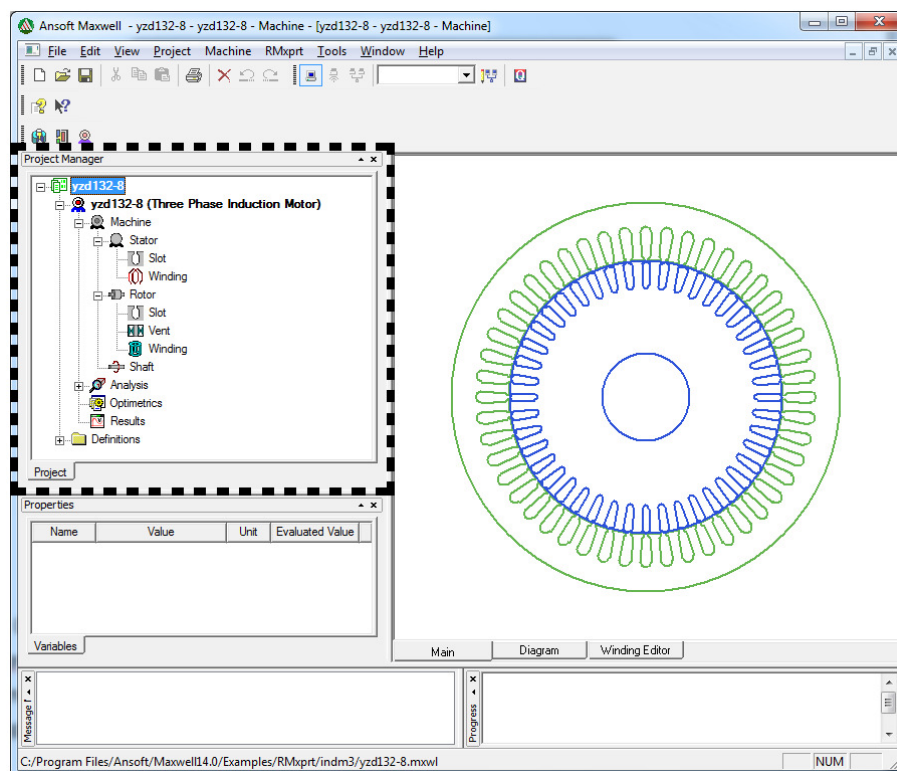 Ansoft Maxwell - yzd132-8 - yzd132-8 - Machine - [yzd132-8 - yzd132-8 - Machine]
File Edit View Project Machine RMxprt Tools Window Help
Project Manager
yzd132-8
yzd132-8 (Three Phase Induction Motor)
Machine
Stator
Slot
Winding
Rotor
Slot
Vent
Winding
Shaft
Analysis
Optimetrics
Results
Definitions
Project
Properties
Name Value Unit Evaluated Value
Variables
Main Diagram Winding Editor
Message
Progress
C:/Program Files/Ansoft/Maxwell14.0/Examples/RMxprt/indm3/yzd132-8.mxwl NUM